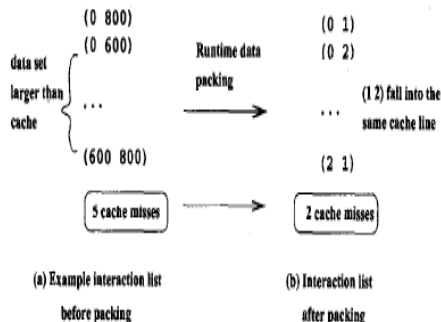 (0 800)
(0 600)
data set
larger than
cache
...
(600 800)
5 cache misses
(a) Example interaction list
before packing
Runtime data
packing
(0 1)
(0 2)
...
(1 2) fall into the
same cache line
(2 1)
2 cache misses
(b) Interaction list
after packing